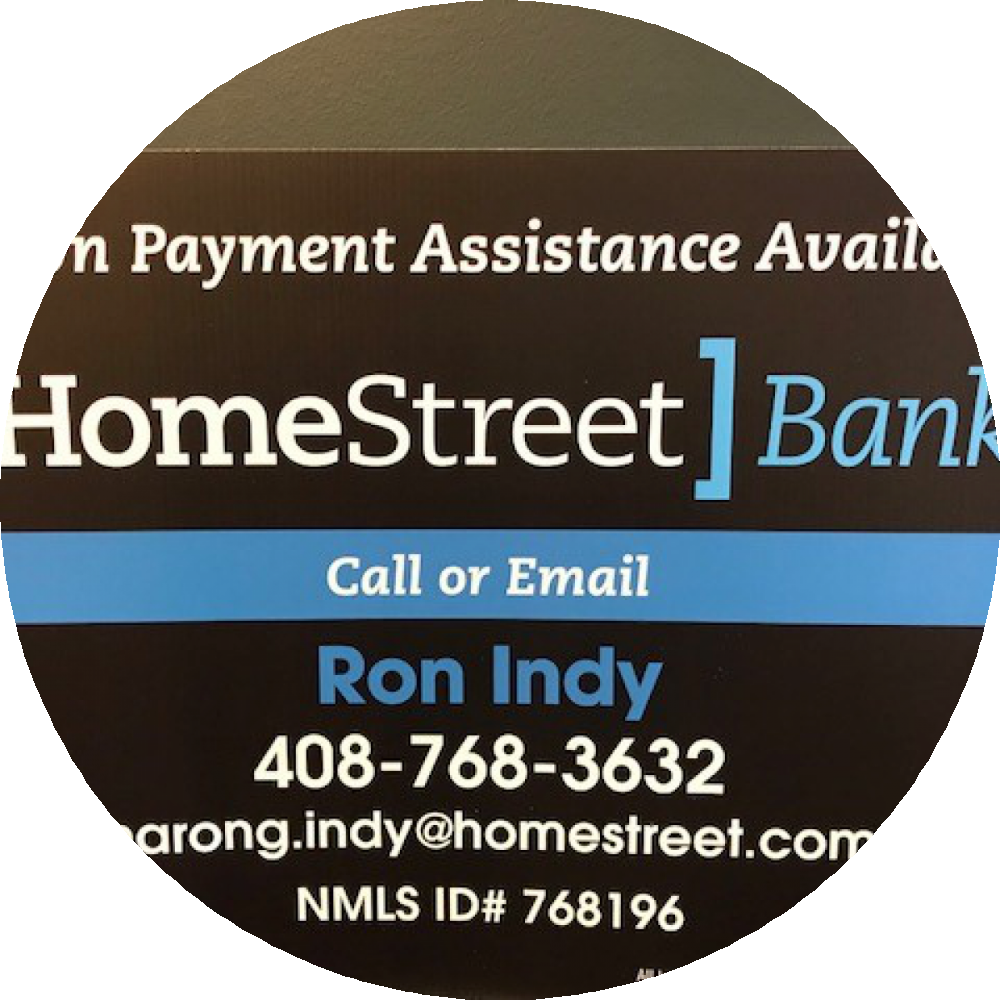 n Payment Assistance Availa
HomeStreet] Bank
Call or Email
Ron Indy
408-768-3632
arong.indy@homestreet.com
NMLS ID# 768196